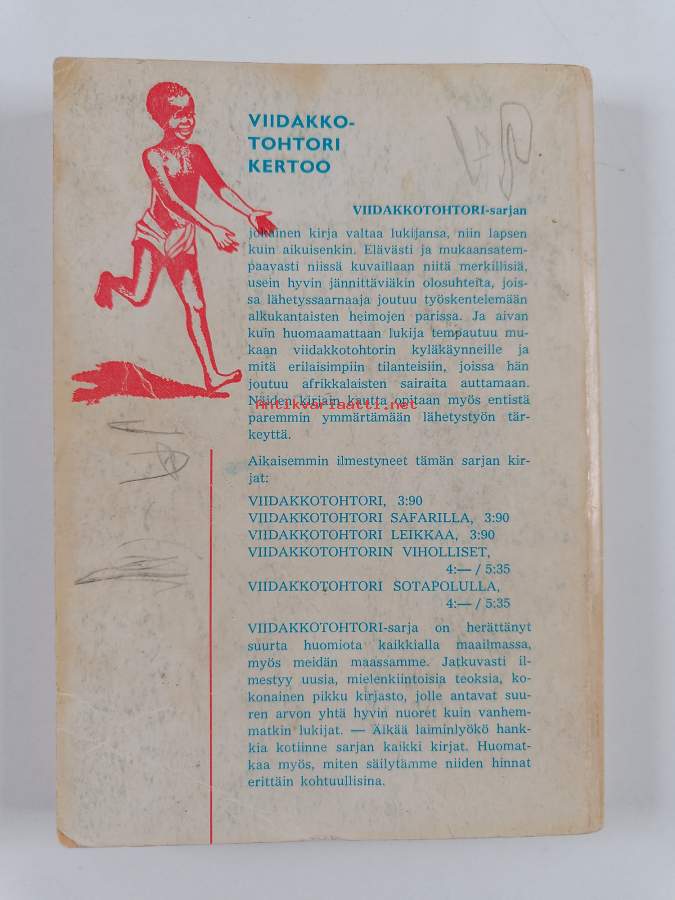 VIIDAKKO-
TOHTORI
KERTOO
VIIDAKKOTOHTORI-sarjan
jokainen kirja valtaa lukijansa, niin lapsen
kuin aikuisenkin. Elävästi ja mukaansatem-
paavasti niissä kuvaillaan niitä merkillisiä,
usein hyvin jännittäviäkin olosuhteita, jois-
sa lähetyssaarnaaja joutuu työskentelemään
alkukantaisten heimojen parissa. Ja aivan
kuin huomaamattaan lukija tempautuu mu-
kaan viidakkotohtorin kyläkäynneille ja
mitä erilaisimpiin tilanteisiin, joissa hän
joutuu afrikkalaisten sairaita auttamaan.
Näiden kirjain kautta opitaan myös entistä
Antikvariaatti.net
paremmin ymmärtämään lähetystyön tär-
keyttä.
Aikaisemmin ilmestyneet tämän sarjan kir-
jat:
VIIDAKKOTOHTORI, 3:90
VIIDAKKOTOHTORI SAFARILLA, 3:90
VIIDAKKOTOHTORI LEIKKAA, 3:90
VIIDAKKOTOHTORIN VIHOLLISET,
4:— / 5:35
VIIDAKKOTOHTORI SOTAPOLULLA,
4:— / 5:35
VIIDAKKOTOHTORI-sarja on herättänyt
suurta huomiota kaikkialla maailmassa,
myös meidän maassamme. Jatkuvasti il-
mestyy uusia, mielenkiintoisia teoksia, ko-
konainen pikku kirjasto, jolle antavat suu-
ren arvon yhtä hyvin nuoret kuin vanhem-
matkin lukijat. — Älkää laiminlyökö hank-
kia kotiinne sarjan kaikki kirjat. Huomat-
kaa myös, miten säilytämme niiden hinnat
erittäin kohtuullisina.